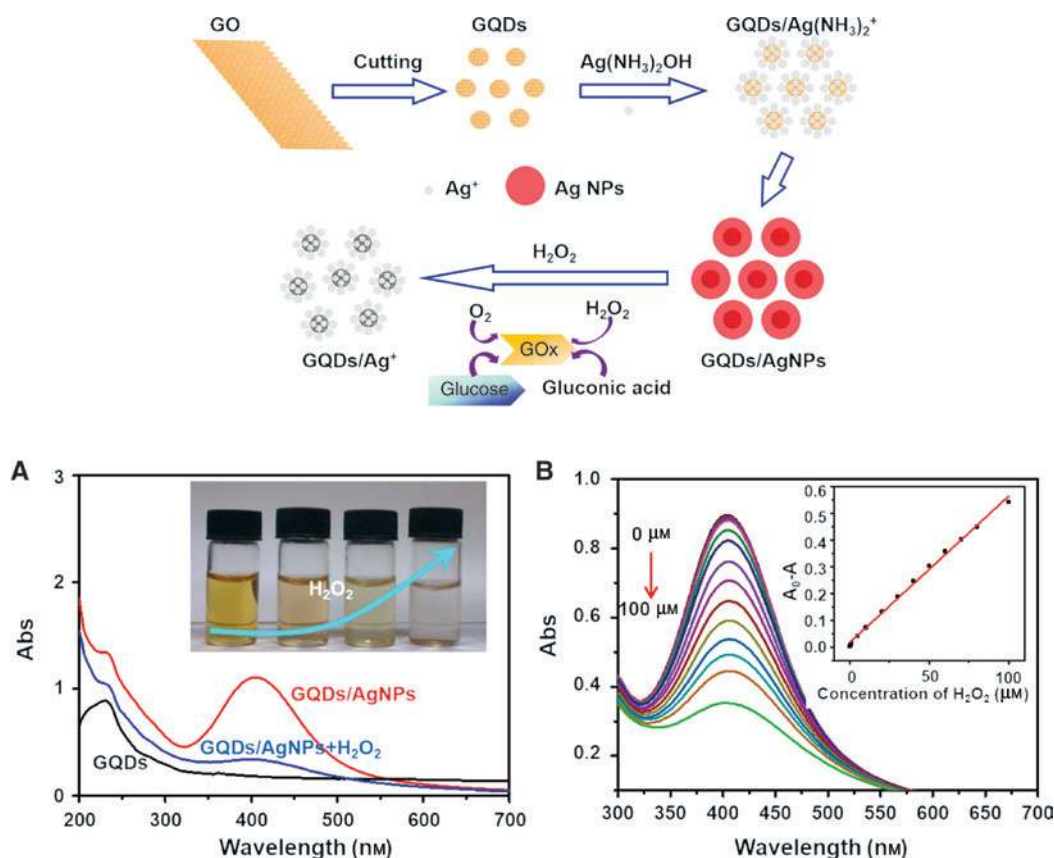 GO
GQDs
GQDs/Ag(NH₃)₂⁺
Cutting
Ag(NH₃)₂OH
Ag⁺
Ag NPs
H₂O₂
O₂
H₂O₂
GOx
GQDs/Ag⁺
Glucose
Gluconic acid
GQDs/AgNPs
A
3
2
1
0
Abs
H₂O₂
GQDs/AgNPs
GQDs/AgNPs+H₂O₂
GQDs
200 300 400 500 600 700
Wavelength (nм)
B
1.0
0.8
0.6
0.4
0.2
Abs
0 μм
100 μм
0.6
0.5
0.4
0.3
0.2
0.1
0.0
A₀-A
0 50 100
Concentration of H₂O₂ (μм)
300 350 400 450 500 550 600 650 700
Wavelength (nм)